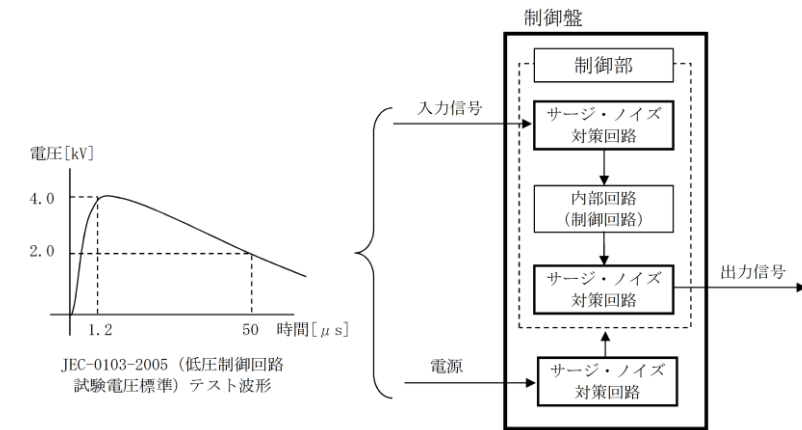 制御盤
制御部
入力信号
サージ・ノイズ
対策回路
電圧[kV]
4.0
内部回路
(制御回路)
2.0
サージ・ノイズ
対策回路
出力信号
1.2
50
時間[μs]
JEC-0103-2005（低圧制御回路
試験電圧標準）テスト波形
電源
サージ・ノイズ
対策回路